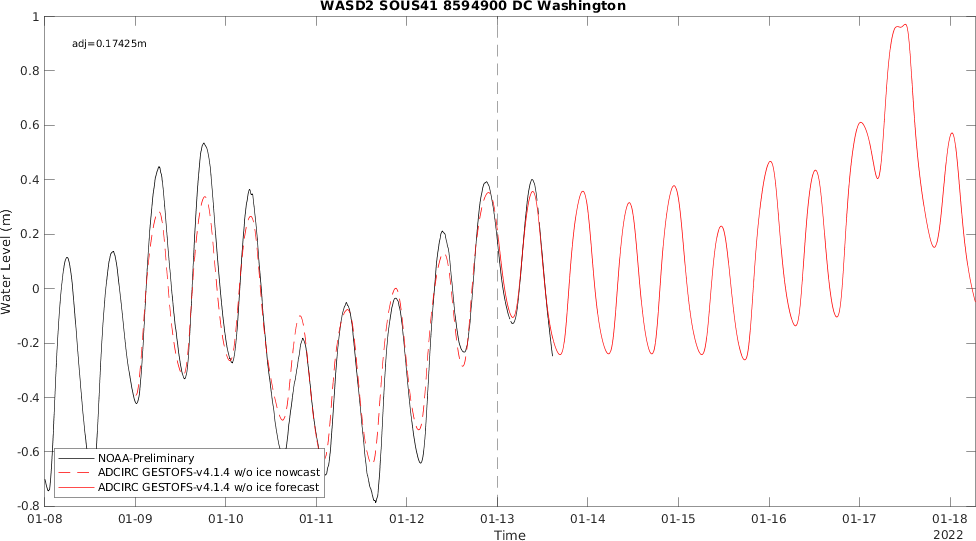 WASD2 SOUS41 8594900 DC Washington
adj=0.17425m
Water Level (m)
1
0.8
0.6
0.4
0.2
0
-0.2
-0.4
-0.6
-0.8
NOAA-Preliminary
ADCIRC GESTOFS-v4.1.4 w/o ice nowcast
ADCIRC GESTOFS-v4.1.4 w/o ice forecast
01-08 01-09 01-10 01-11 01-12 01-13 01-14 01-15 01-16 01-17 01-18
Time
2022